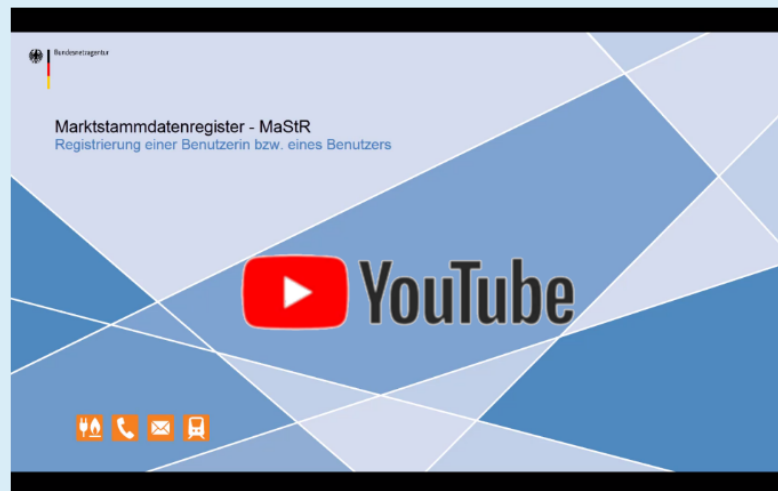 Bundesnetzagentur
Marktstammdatenregister - MaStR
Registrierung einer Benutzerin bzw. eines Benutzers
YouTube